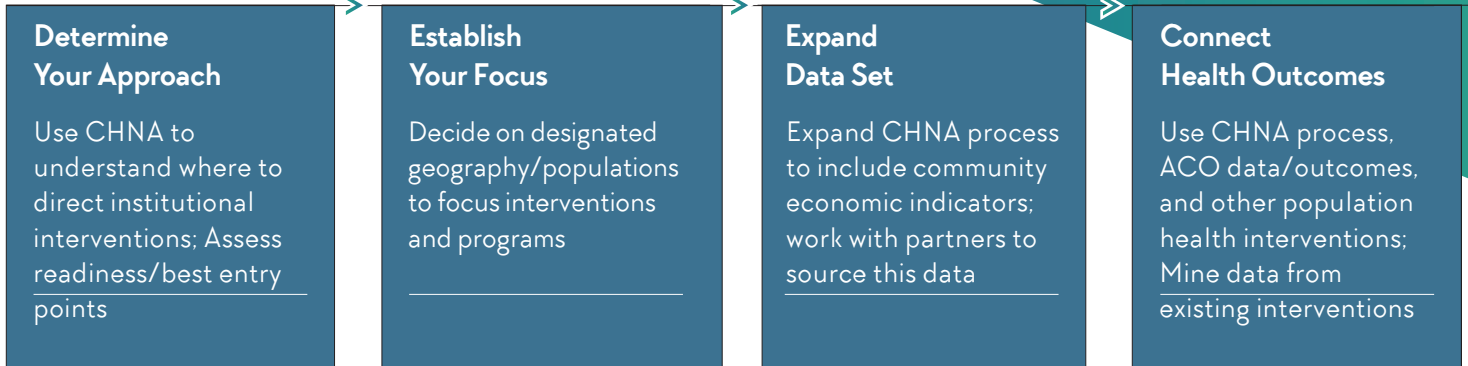 Determine
Your Approach
Use CHNA to
understand where to
direct institutional
interventions; Assess
readiness/best entry
points
Establish
Your Focus
Decide on designated
geography/populations
to focus interventions
and programs
Expand
Data Set
Expand CHNA process
to include community
economic indicators;
work with partners to
source this data
Connect
Health Outcomes
Use CHNA process,
ACO data/outcomes,
and other population
health interventions;
Mine data from
existing interventions